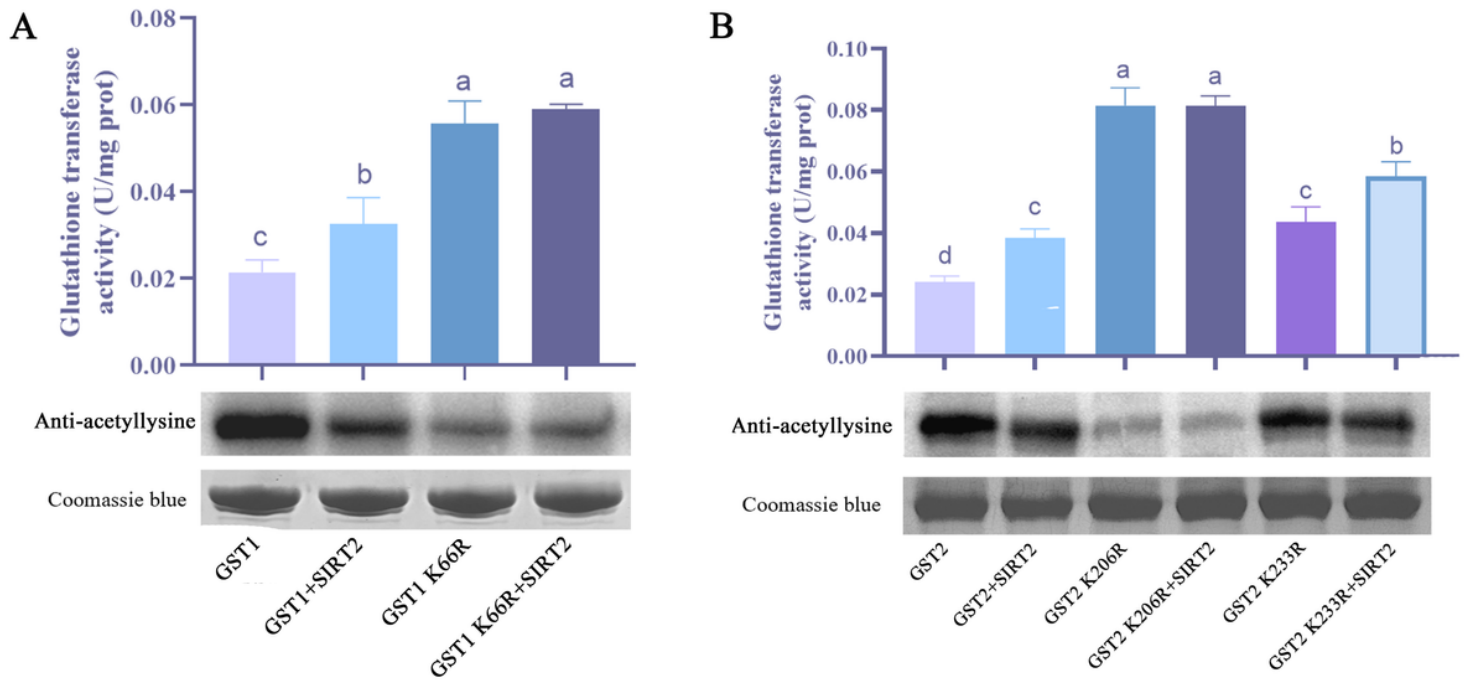 A
Glutathione transferase
activity (U/mg prot)
0.08
0.06
0.04
0.02
0.00
c
b
a
a
Anti-acetyllysine
Coomassie blue
GST1
GST1+SIRT2
GST1 K66R
GST1 K66R+SIRT2
B
Glutathione transferase
activity (U/mg prot)
0.10
0.08
0.06
0.04
0.02
0.00
d
c
a
a
c
b
Anti-acetyllysine
Coomassie blue
GST2
GST2+SIRT2
GST2 K206R
GST2 K206R+SIRT2
GST2 K233R
GST2 K233R+SIRT2